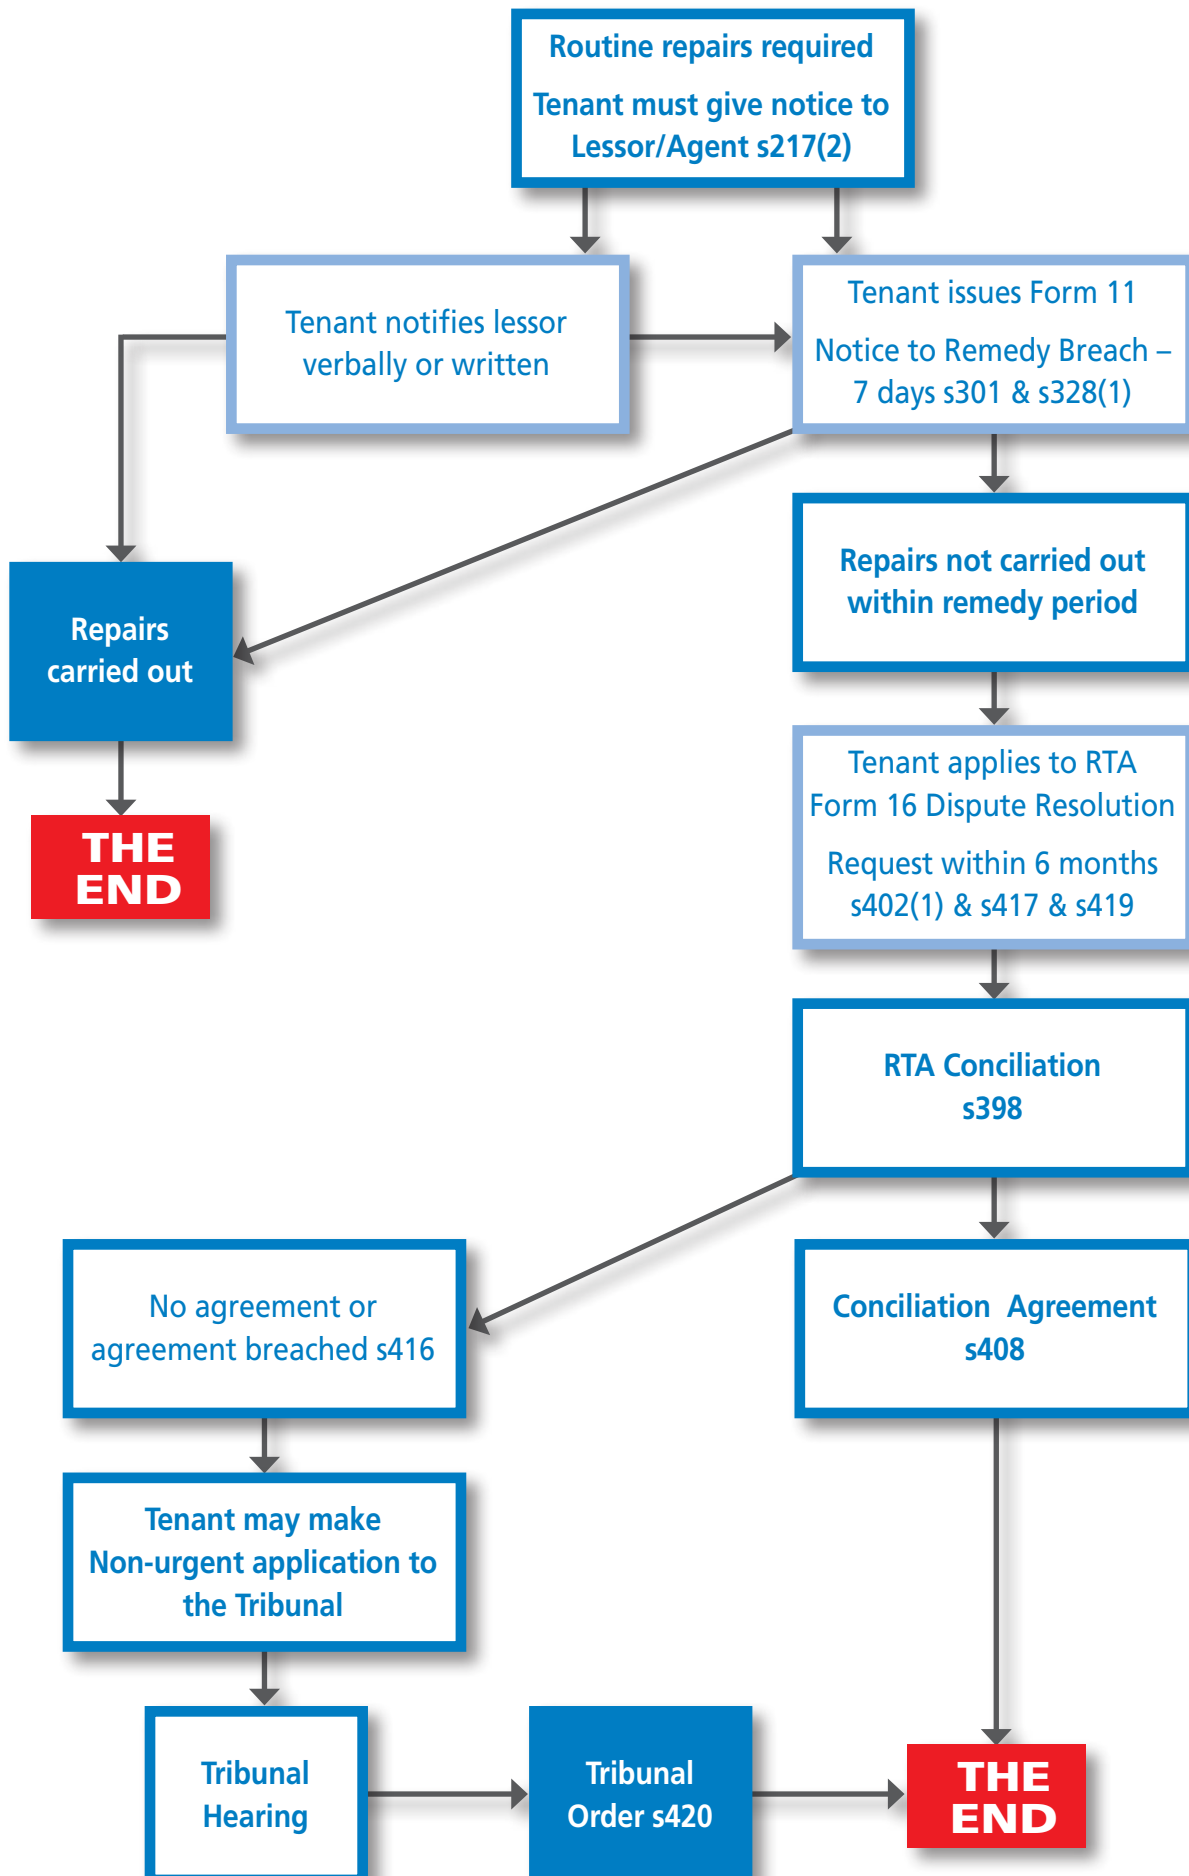 Routine repairs required
Tenant must give notice to
Lessor/Agent s217(2)
Tenant notifies lessor
verbally or written
Tenant issues Form 11
Notice to Remedy Breach –
7 days s301 & s328(1)
Repairs not carried out
within remedy period
Repairs
carried out
Tenant applies to RTA
Form 16 Dispute Resolution
Request within 6 months
s402(1) & s417 & s419
THE
END
RTA Conciliation
s398
No agreement or
agreement breached s416
Conciliation Agreement
s408
Tenant may make
Non-urgent application to
the Tribunal
Tribunal
Hearing
Tribunal
Order s420
THE
END